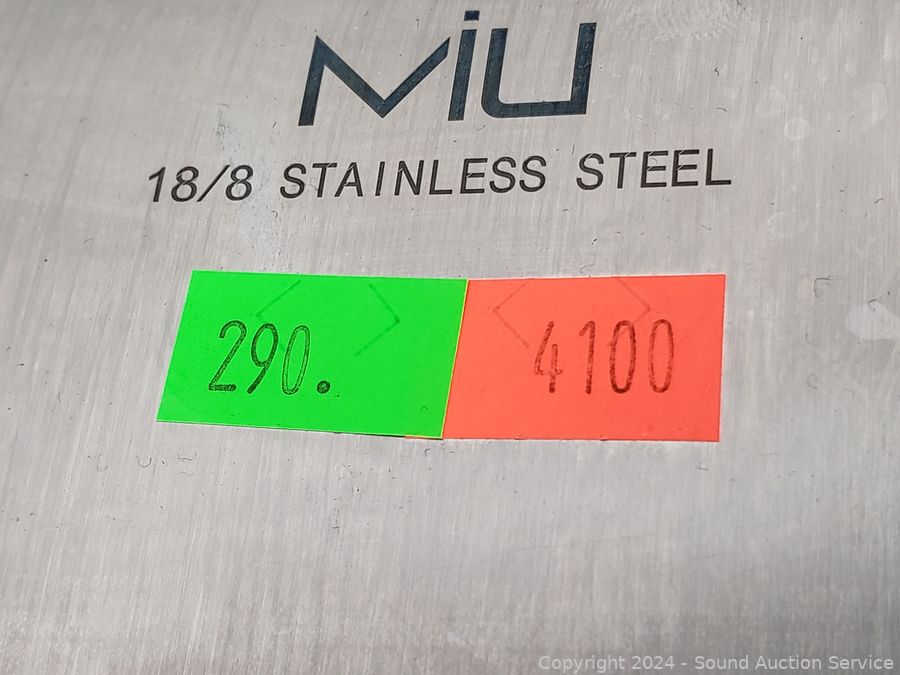 MiU
18/8 STAINLESS STEEL
290. 4100
Copyright 2024 - Sound Auction Service